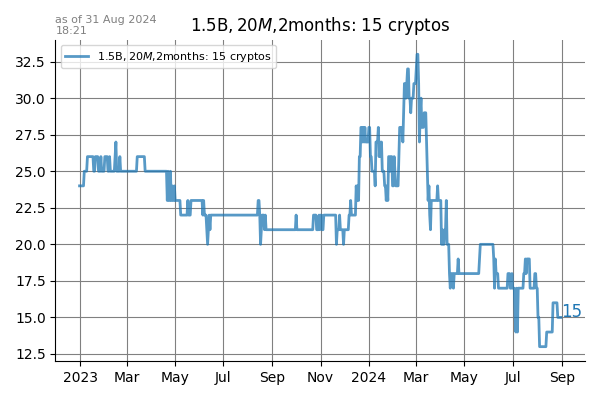 as of 31 Aug 2024
18:21
1.5B, 20M,2months: 15 cryptos
1.5B, 20M,2months: 15 cryptos
32.5
30.0
27.5
25.0
22.5
20.0
17.5
15.0
12.5
15
2023 Mar May Jul Sep Nov 2024 Mar May Jul Sep